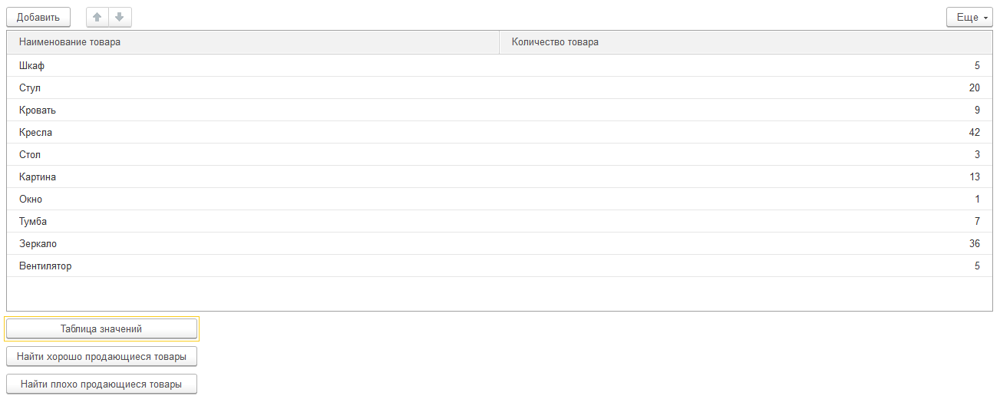 Добавить Еще
Наименование товара Количество товара
Шкаф 5
Стул 20
Кровать 9
Кресла 42
Стол 3
Картина 13
Окно 1
Тумба 7
Зеркало 36
Вентилятор 5
Таблица значений
Найти хорошо продающиеся товары
Найти плохо продающиеся товары